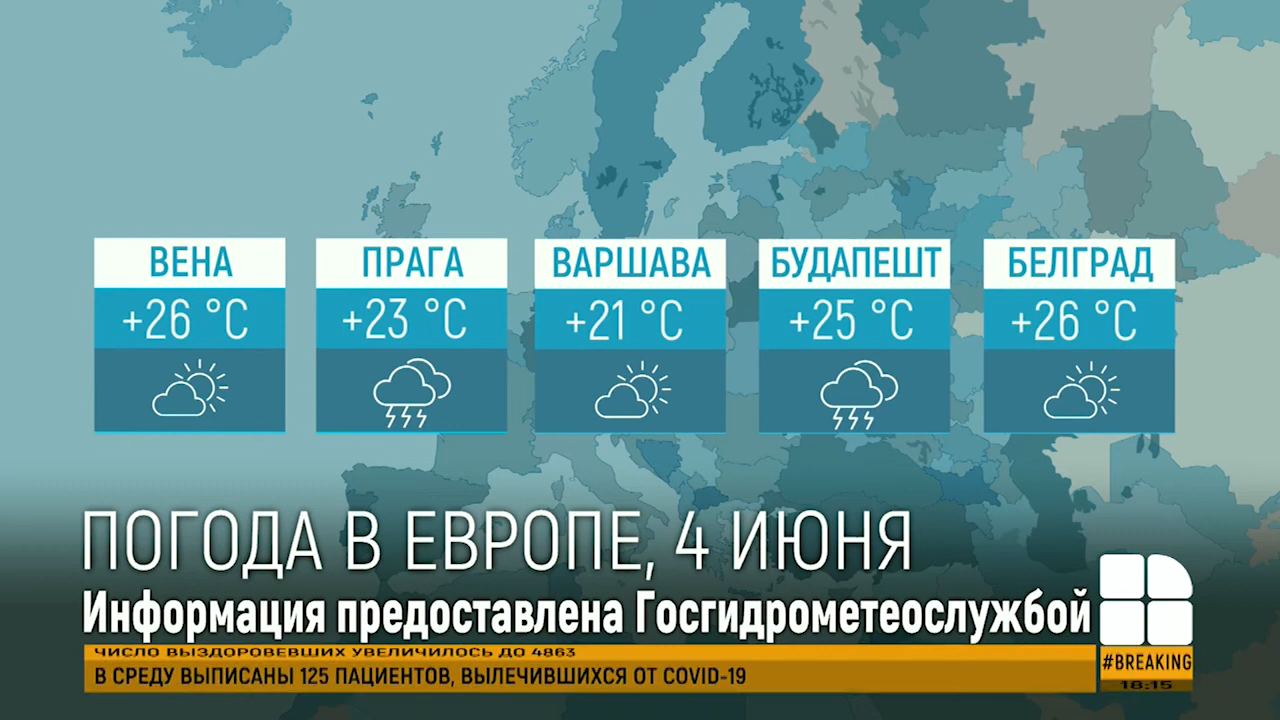 ВЕНА
+26 °C
ПРАГА
+23 °C
ВАРШАВА
+21 °C
БУДАПЕШТ
+25 °C
БЕЛГРАД
+26 °C
ПОГОДА В ЕВРОПЕ, 4 ИЮНЯ
Информация предоставлена Госгидрометеослужбой
ЧИСЛО ВЫЗДОРОВЕВШИХ УВЕЛИЧИЛОСЬ ДО 4863
В СРЕДУ ВЫПИСАНЫ 125 ПАЦИЕНТОВ, ВЫЛЕЧИВШИХСЯ ОТ COVID-19
#BREAKING
18:15